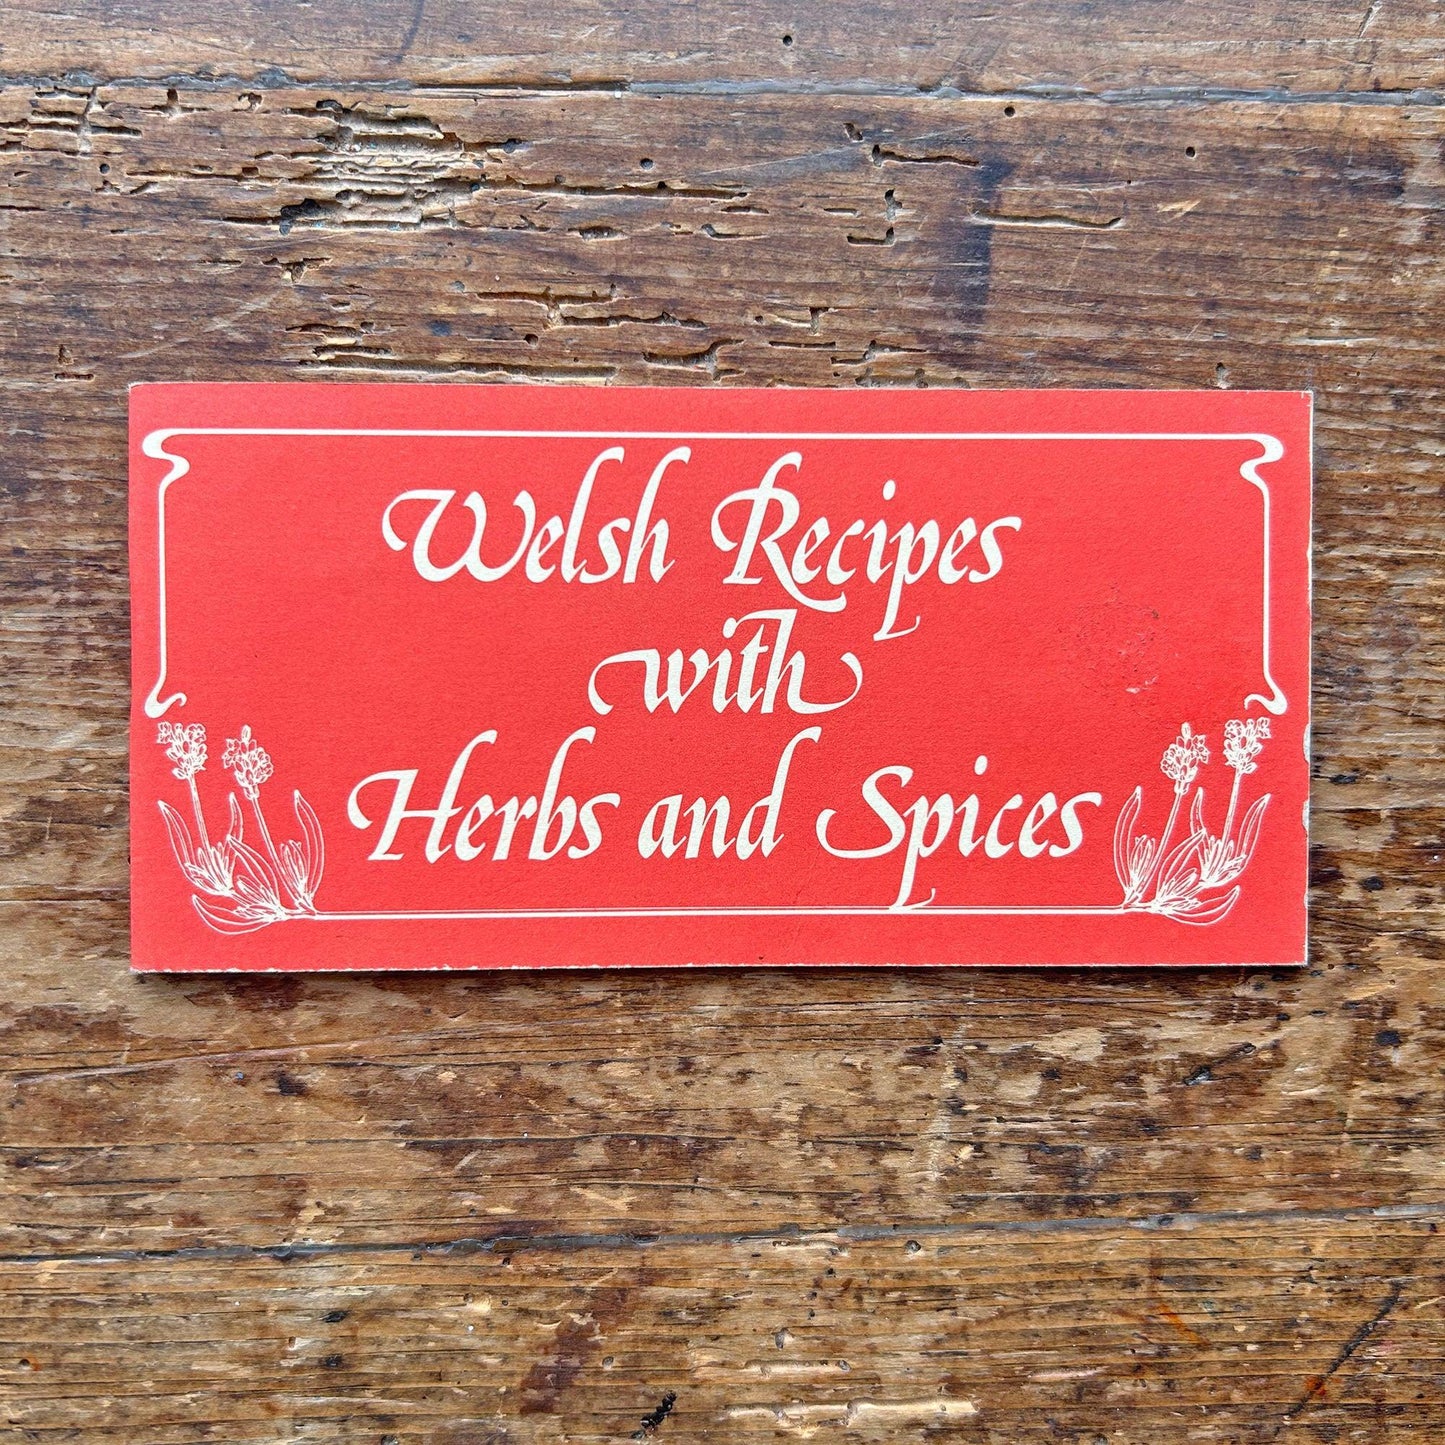 Welsh Recipes
with
Herbs and Spices